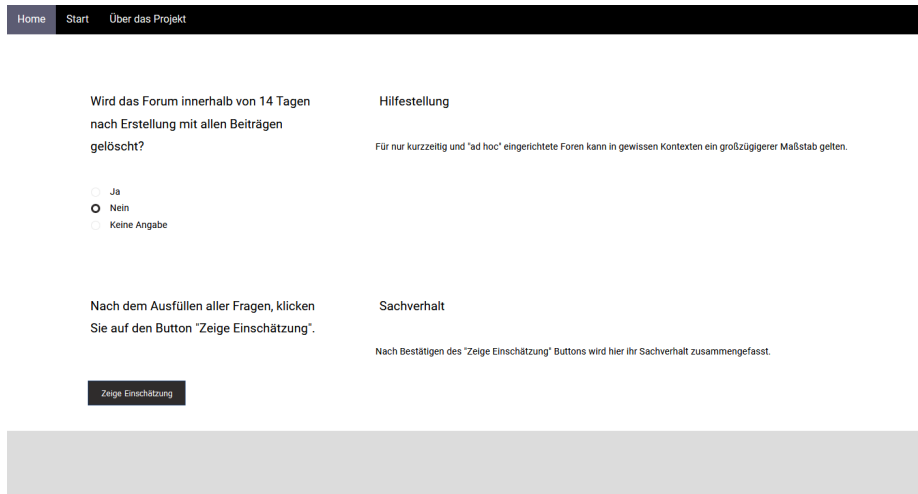 Home Start Über das Projekt
Wird das Forum innerhalb von 14 Tagen
nach Erstellung mit allen Beiträgen
gelöscht?
Ja
Nein
Keine Angabe
Hilfestellung
Für nur kurzzeitig und "ad hoc" eingerichtete Foren kann in gewissen Kontexten ein großzügigerer Maßstab gelten.
Nach dem Ausfüllen aller Fragen, klicken
Sie auf den Button "Zeige Einschätzung".
Zeige Einschätzung
Sachverhalt
Nach Bestätigen des "Zeige Einschätzung" Buttons wird hier ihr Sachverhalt zusammengefasst.